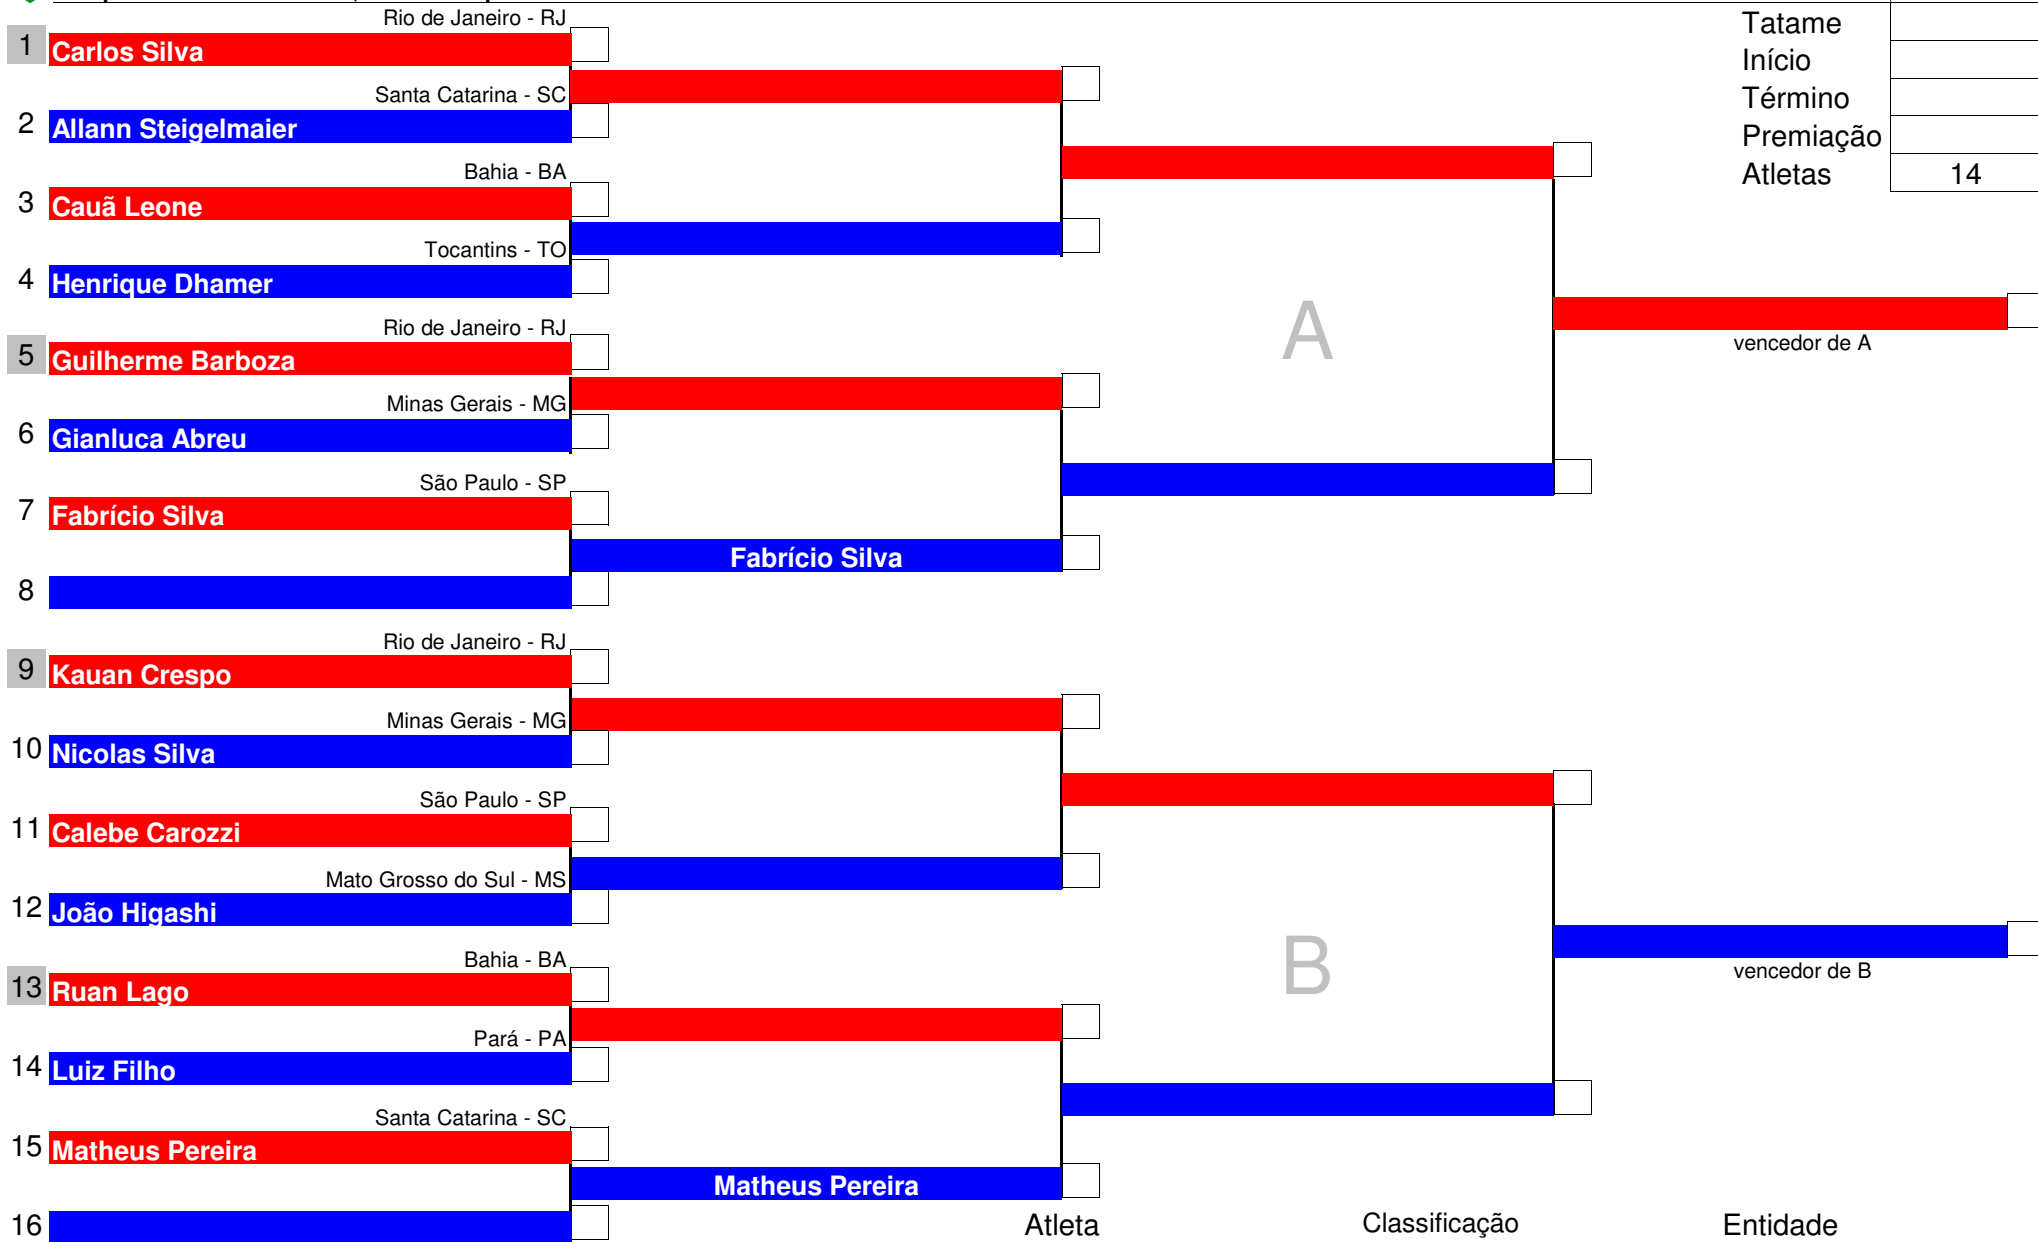 Rio de Janeiro - RJ
1 Carlos Silva
Santa Catarina - SC
2 Allann Steigelmaier
Bahia - BA
3 Cauã Leone
Tocantins - TO
4 Henrique Dhamer
Rio de Janeiro - RJ
5 Guilherme Barboza
Minas Gerais - MG
6 Gianluca Abreu
São Paulo - SP
7 Fabrício Silva
Fabrício Silva
8
Rio de Janeiro - RJ
9 Kauan Crespo
Minas Gerais - MG
10 Nicolas Silva
São Paulo - SP
11 Calebe Carozzi
Mato Grosso do Sul - MS
12 João Higashi
Bahia - BA
13 Ruan Lago
Pará - PA
14 Luiz Filho
Santa Catarina - SC
15 Matheus Pereira
Matheus Pereira
16
A
B
Tatame
Início
Término
Premiação
Atletas 14
vencedor de A
vencedor de B
Atleta Classificação Entidade